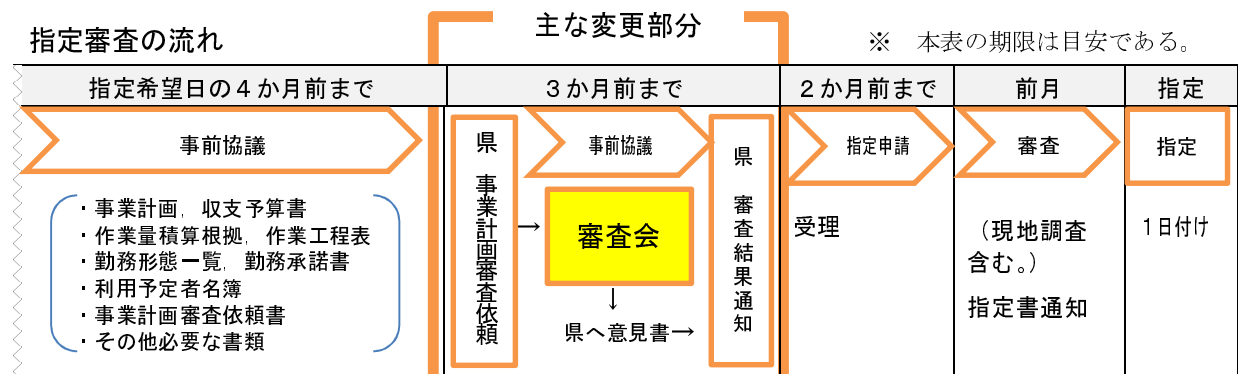 主な変更部分
指定審査の流れ
※　本表の期限は目安である。
指定希望日の４か月前まで
３か月前まで
２か月前まで
前月
指定
事前協議
・事業計画，収支予算書
・作業量積算根拠，作業工程表
・勤務形態一覧，勤務承諾書
・利用予定者名簿
・事業計画審査依頼書
・その他必要な書類
県　事業計画審査依頼
→
事前協議
審査会
↓
県へ意見書→
県　審査結果通知
指定申請
受理
審査
（現地調査
含む。）
指定書通知
指定
１日付け